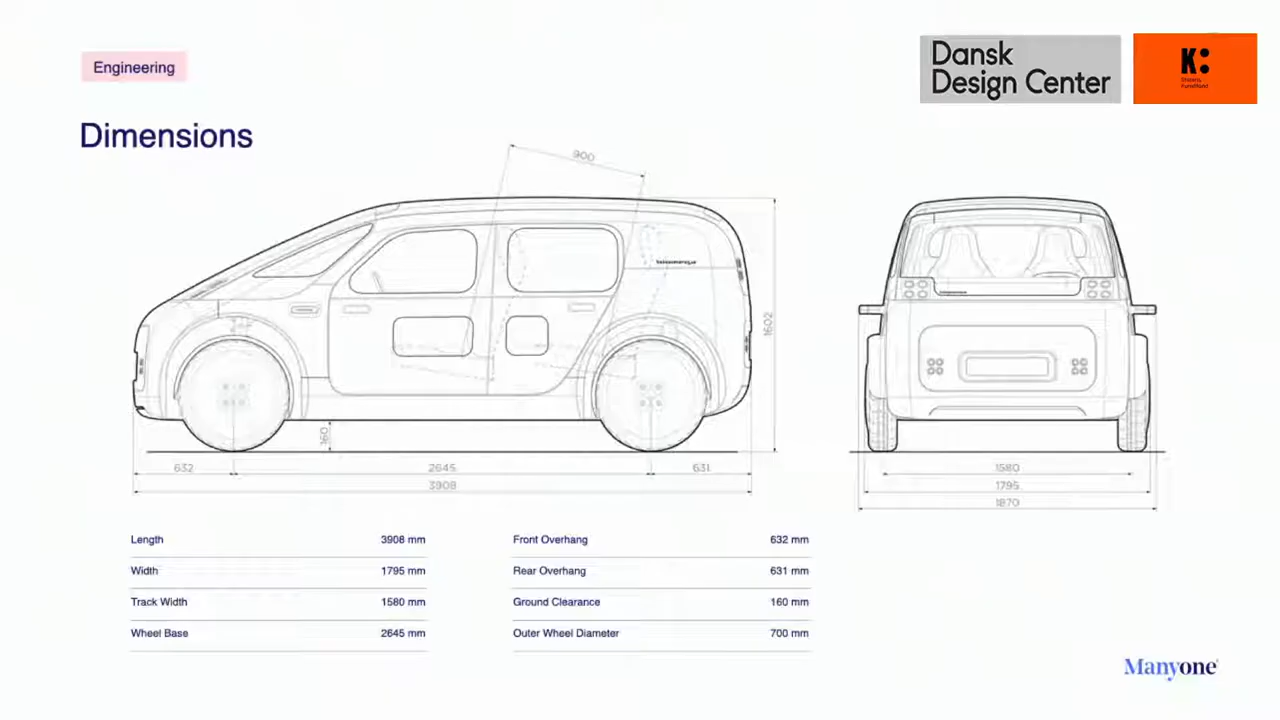 Engineering
Dansk
Design Center
K:
Statens
Kunstfond
Dimensions
900
1602
160
632
2645
631
3908
1580
1795
1870
Length 3908 mm
Width 1795 mm
Track Width 1580 mm
Wheel Base 2645 mm
Front Overhang 632 mm
Rear Overhang 631 mm
Ground Clearance 160 mm
Outer Wheel Diameter 700 mm
Manyone